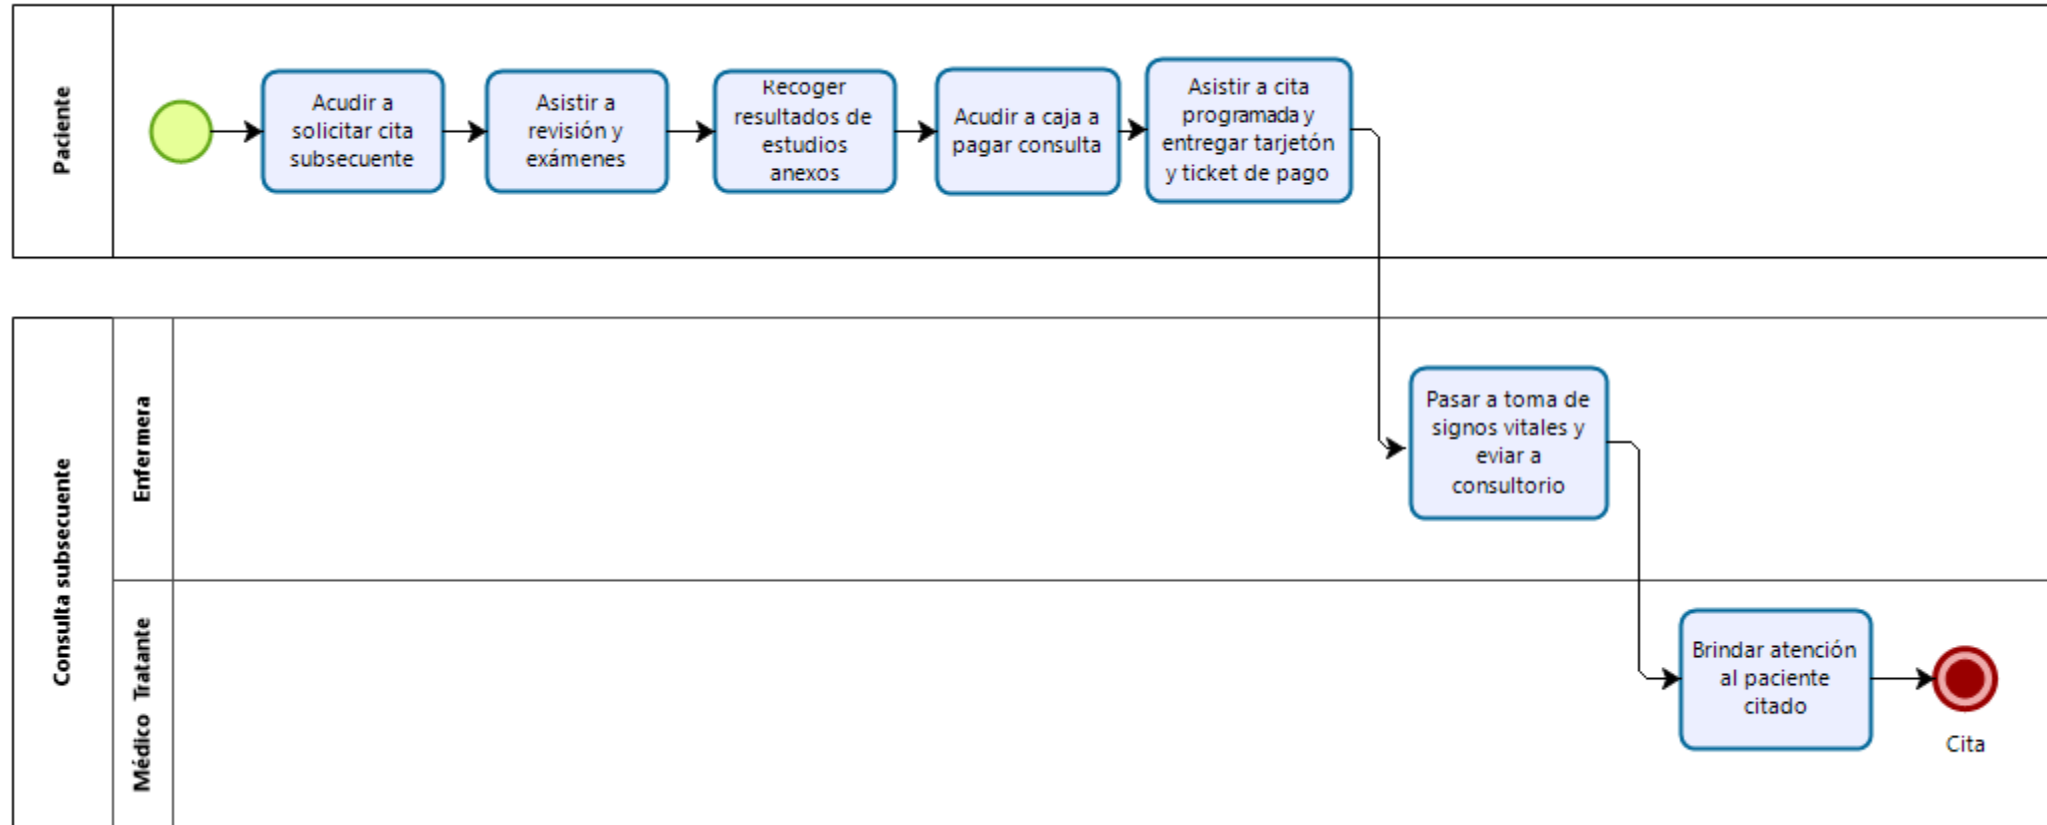 Paciente
Acudir a
solicitar cita
subsecuente
Asistir a
revisión y
exámenes
Recoger
resultados de
estudios
anexos
Acudir a caja a
pagar consulta
Asistir a cita
programada y
entregar tarjetón
y ticket de pago
Consulta subsecuente
Enfermera
Pasar a toma de
signos vitales y
eviar a
consultorio
Médico Tratante
Brindar atención
al paciente
citado
Cita